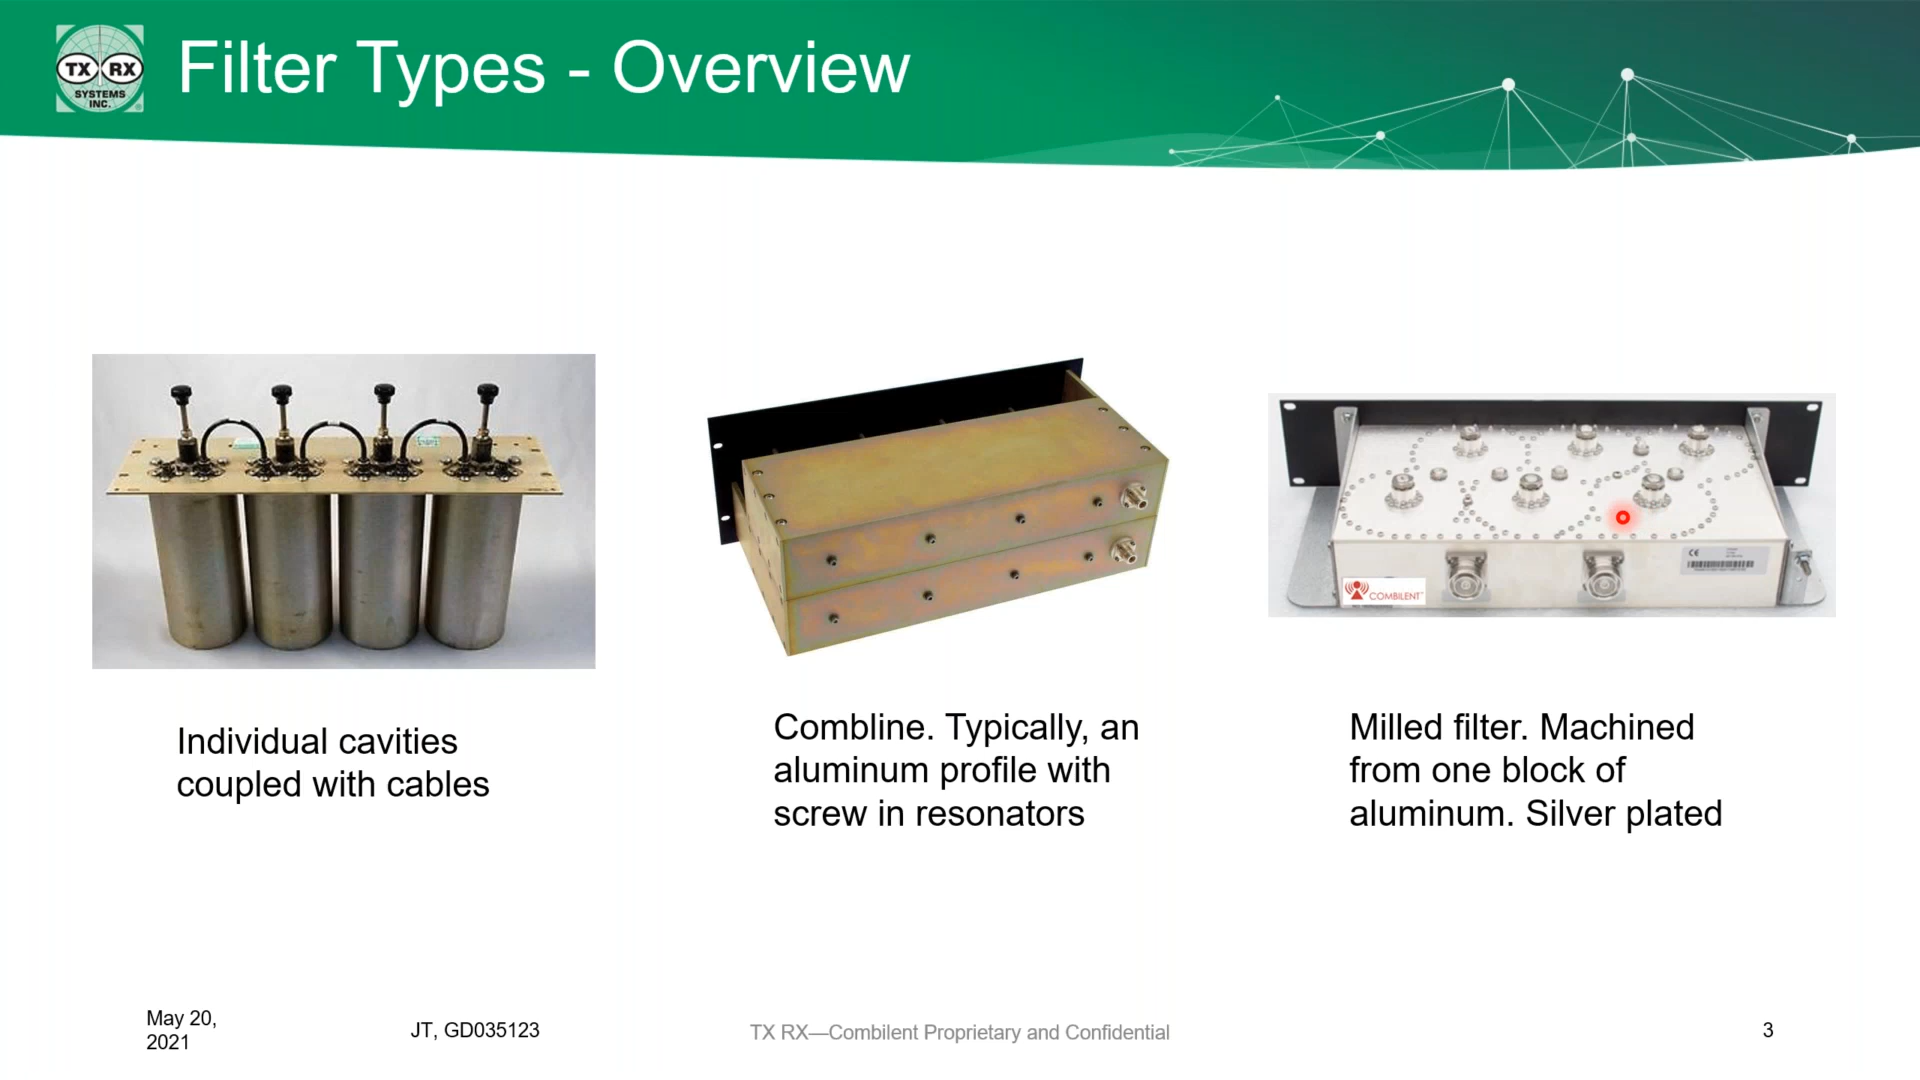 TX RX
SYSTEMS
INC.
Filter Types - Overview
COMBILENT
Individual cavities
coupled with cables
Combline. Typically, an
aluminum profile with
screw in resonators
Milled filter. Machined
from one block of
aluminum. Silver plated
May 20,
2021
JT, GD035123
TX RX—Combilent Proprietary and Confidential
3